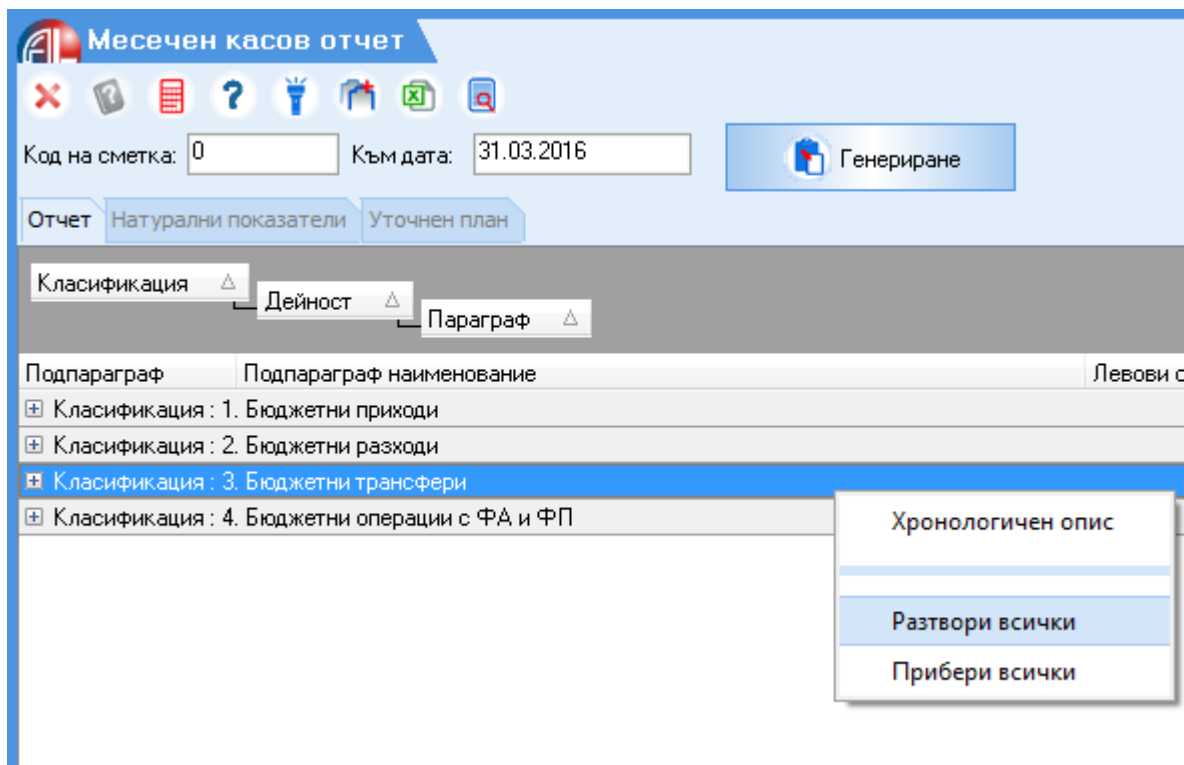 Месечен касов отчет
Код на сметка: 0 Към дата: 31.03.2016 Генериране
Отчет Натурални показатели Уточнен план
Класификация
Дейност
Параграф
Подпараграф Подпараграф наименование Левови с
Класификация : 1. Бюджетни приходи
Класификация : 2. Бюджетни разходи
Класификация : 3. Бюджетни трансфери
Класификация : 4. Бюджетни операции с ФА и ФП
Хронологичен опис
Разтвори всички
Прибери всички